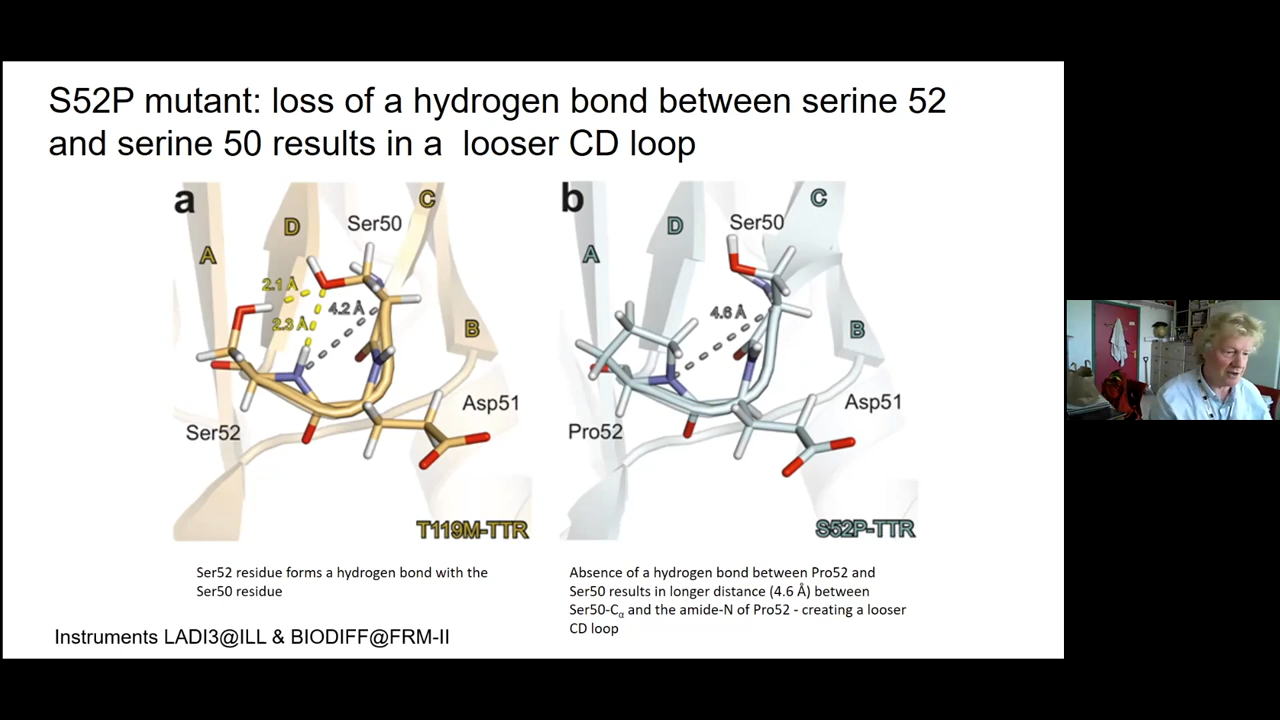 S52P mutant: loss of a hydrogen bond between serine 52
and serine 50 results in a looser CD loop
a
A
D
C
B
Ser50
2.1 Å
2.3 Å
4.2 Å
Asp51
Ser52
T119M-TTR
b
A
D
C
B
Ser50
4.6 Å
Asp51
Pro52
S52P-TTR
Ser52 residue forms a hydrogen bond with the
Ser50 residue
Absence of a hydrogen bond between Pro52 and
Ser50 results in longer distance (4.6 Å) between
Ser50-Cα and the amide-N of Pro52 - creating a looser
CD loop
Instruments LADI3@ILL & BIODIFF@FRM-II